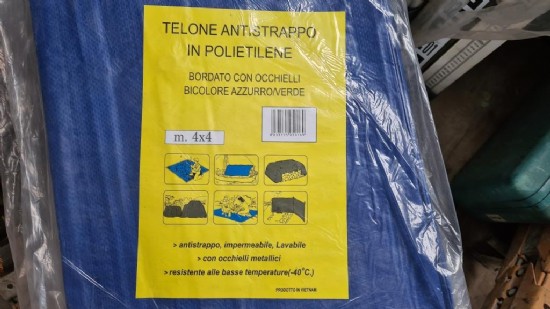 TELONE ANTISTRAPPO
IN POLIETILENE
BORDATO CON OCCHIELLI
BICOLORE AZZURRO/VERDE
m. 4x4
> antistrappo, impermeabile, Lavabile
> con occhielli metallici
> resistente alle basse temperature(-40°C.)
PRODOTTO IN VIETNAM